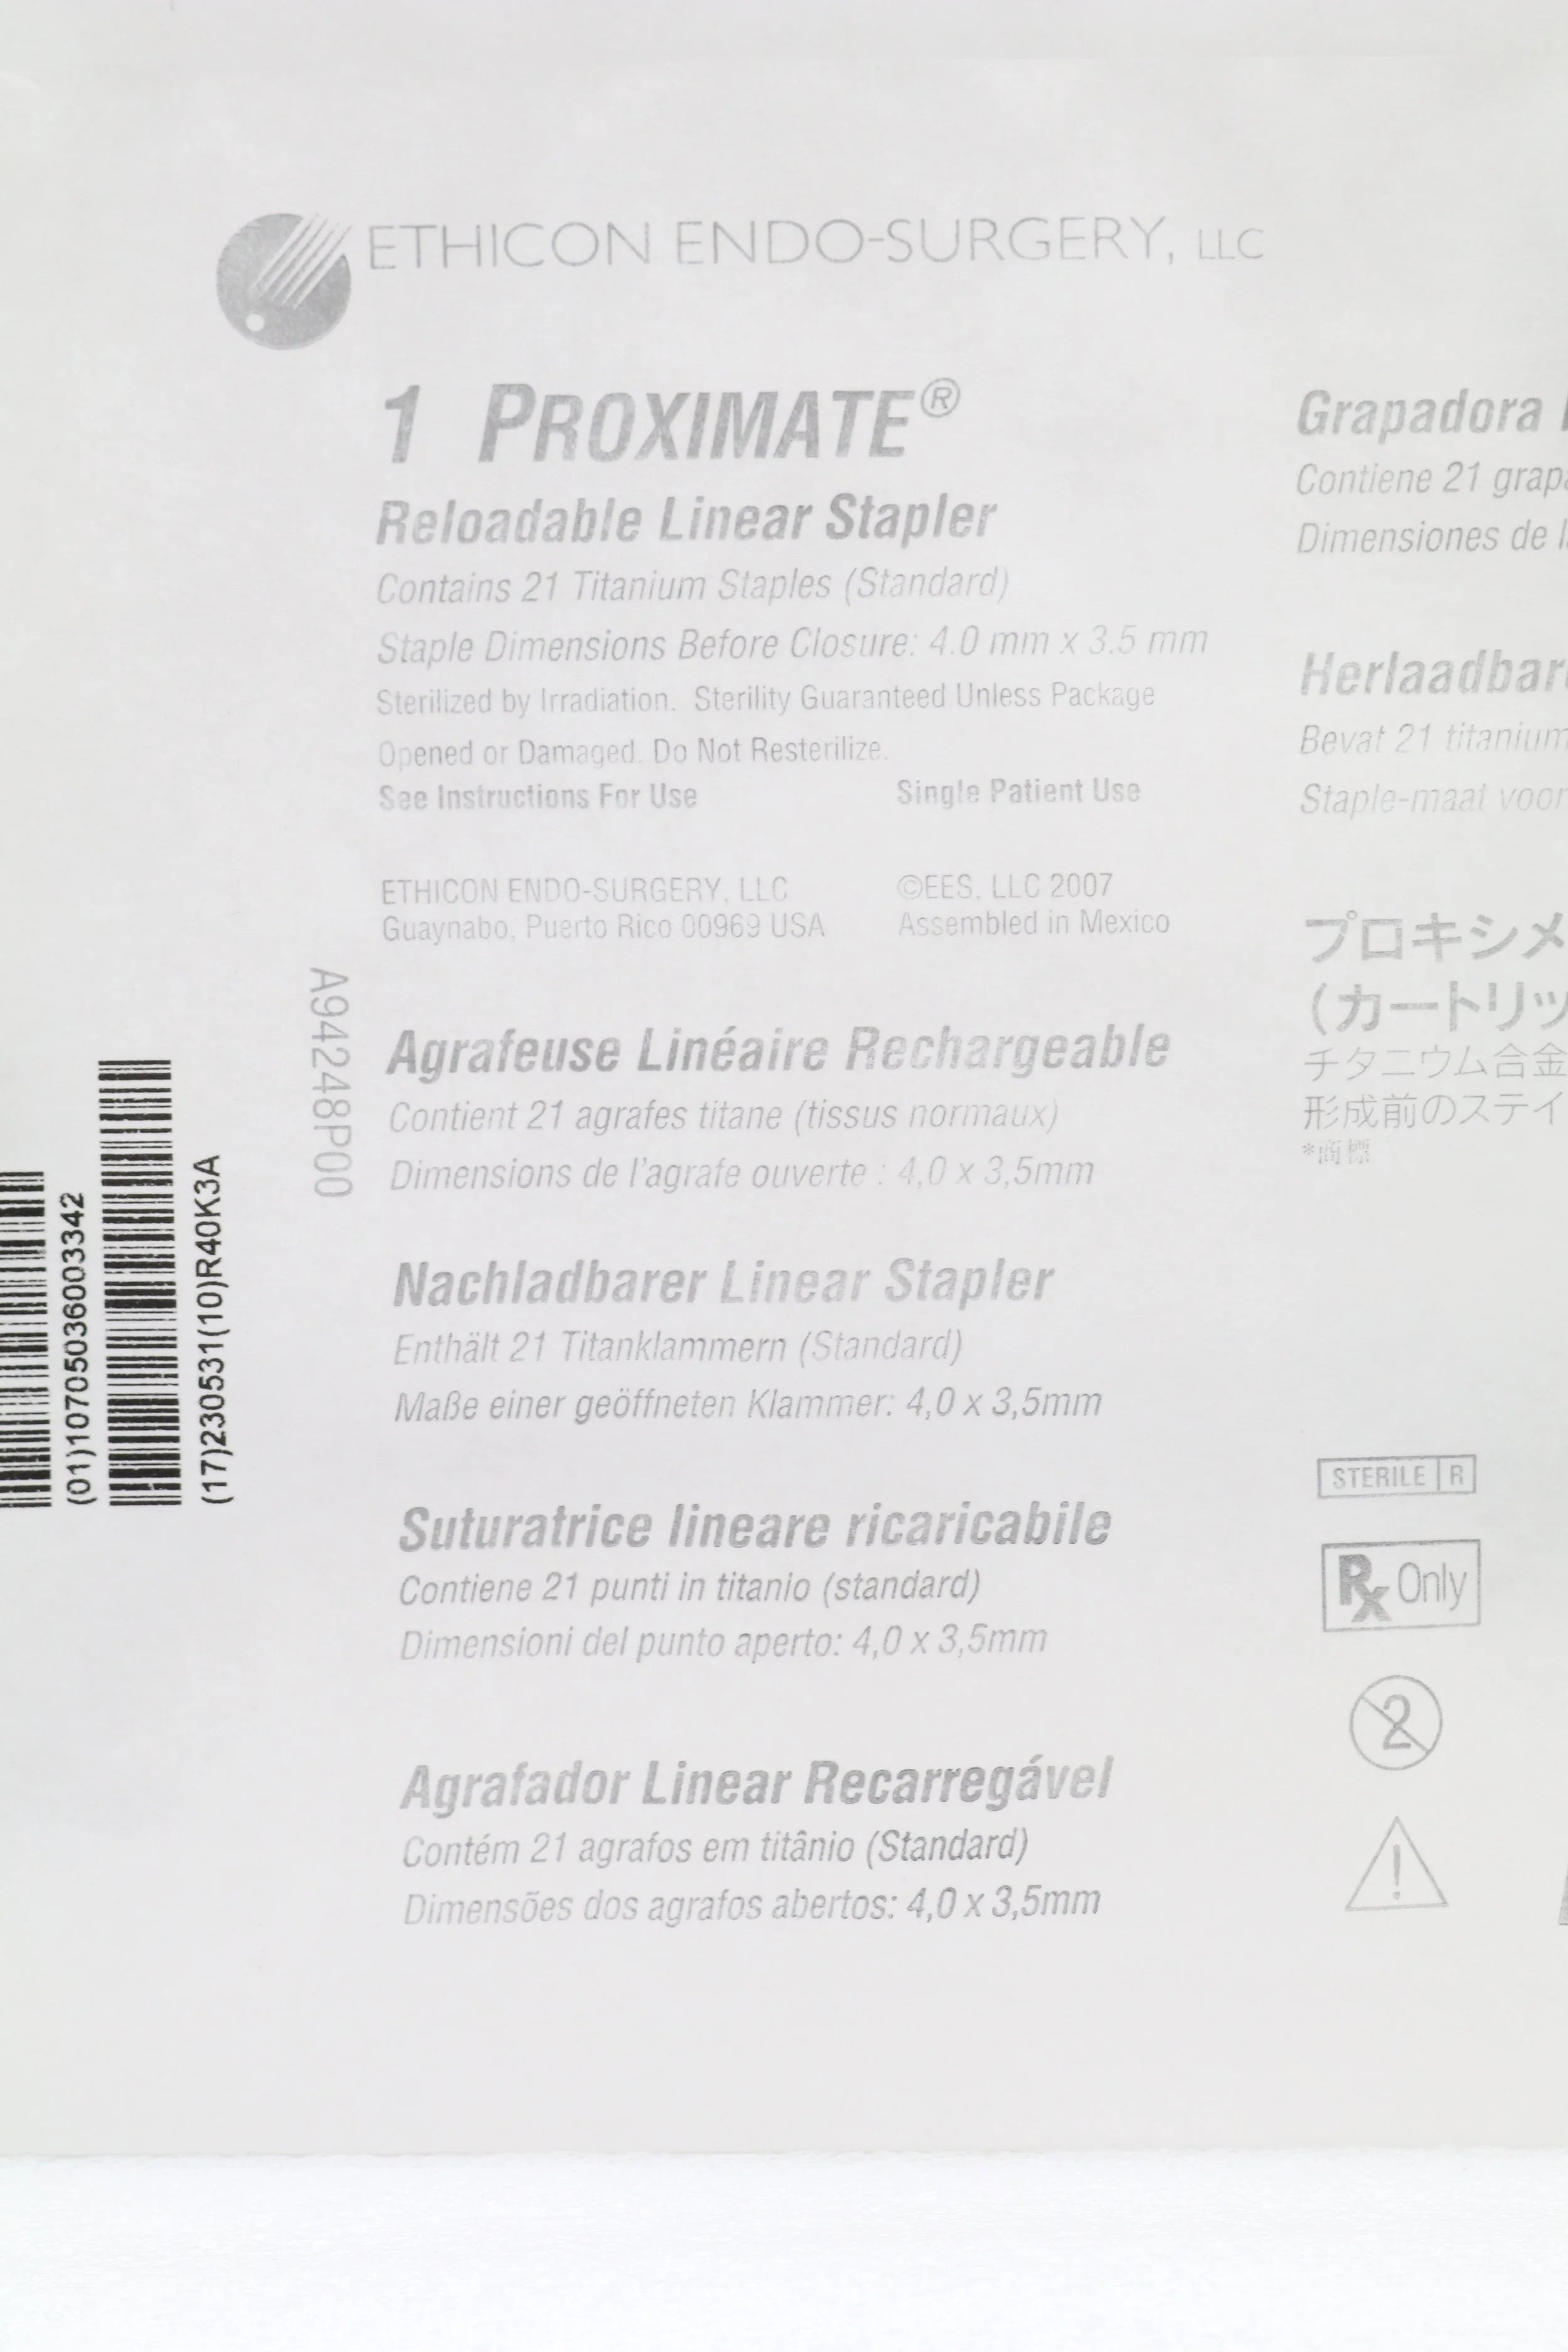 ETHICON ENDO-SURGERY, LLC
1 PROXIMATE®
Reloadable Linear Stapler
Contains 21 Titanium Staples (Standard)
Staple Dimensions Before Closure: 4.0 mm x 3.5 mm
Sterilized by Irradiation. Sterility Guaranteed Unless Package
Opened or Damaged. Do Not Resterilize.
See Instructions For Use
Single Patient Use
ETHICON ENDO-SURGERY, LLC
Guaynabo, Puerto Rico 00969 USA
©EES, LLC 2007
Assembled in Mexico
A94248P00
Agrafeuse Linéaire Rechargeable
Contient 21 agrafes titane (tissus normaux)
Dimensions de l'agrafe ouverte : 4,0 x 3,5mm
Nachladbarer Linear Stapler
Enthält 21 Titanklammern (Standard)
Maße einer geöffneten Klammer: 4,0 x 3,5mm
Suturatrice lineare ricaricabile
Contiene 21 punti in titanio (standard)
Dimensioni del punto aperto: 4,0 x 3,5mm
Agrafador Linear Recarregável
Contém 21 agrafos em titânio (Standard)
Dimensões dos agrafos abertos: 4,0 x 3,5mm
(01)10705036003342
(17)230531(10)R40K3A
Grapadora
Contiene 21
Dimensiones de
Bevat 21
Staple-maat voor
プロキシメ
(カートリッ
チタニウム合金
形成前のステイ
*商標
STERILE R
Rx Only
2
!